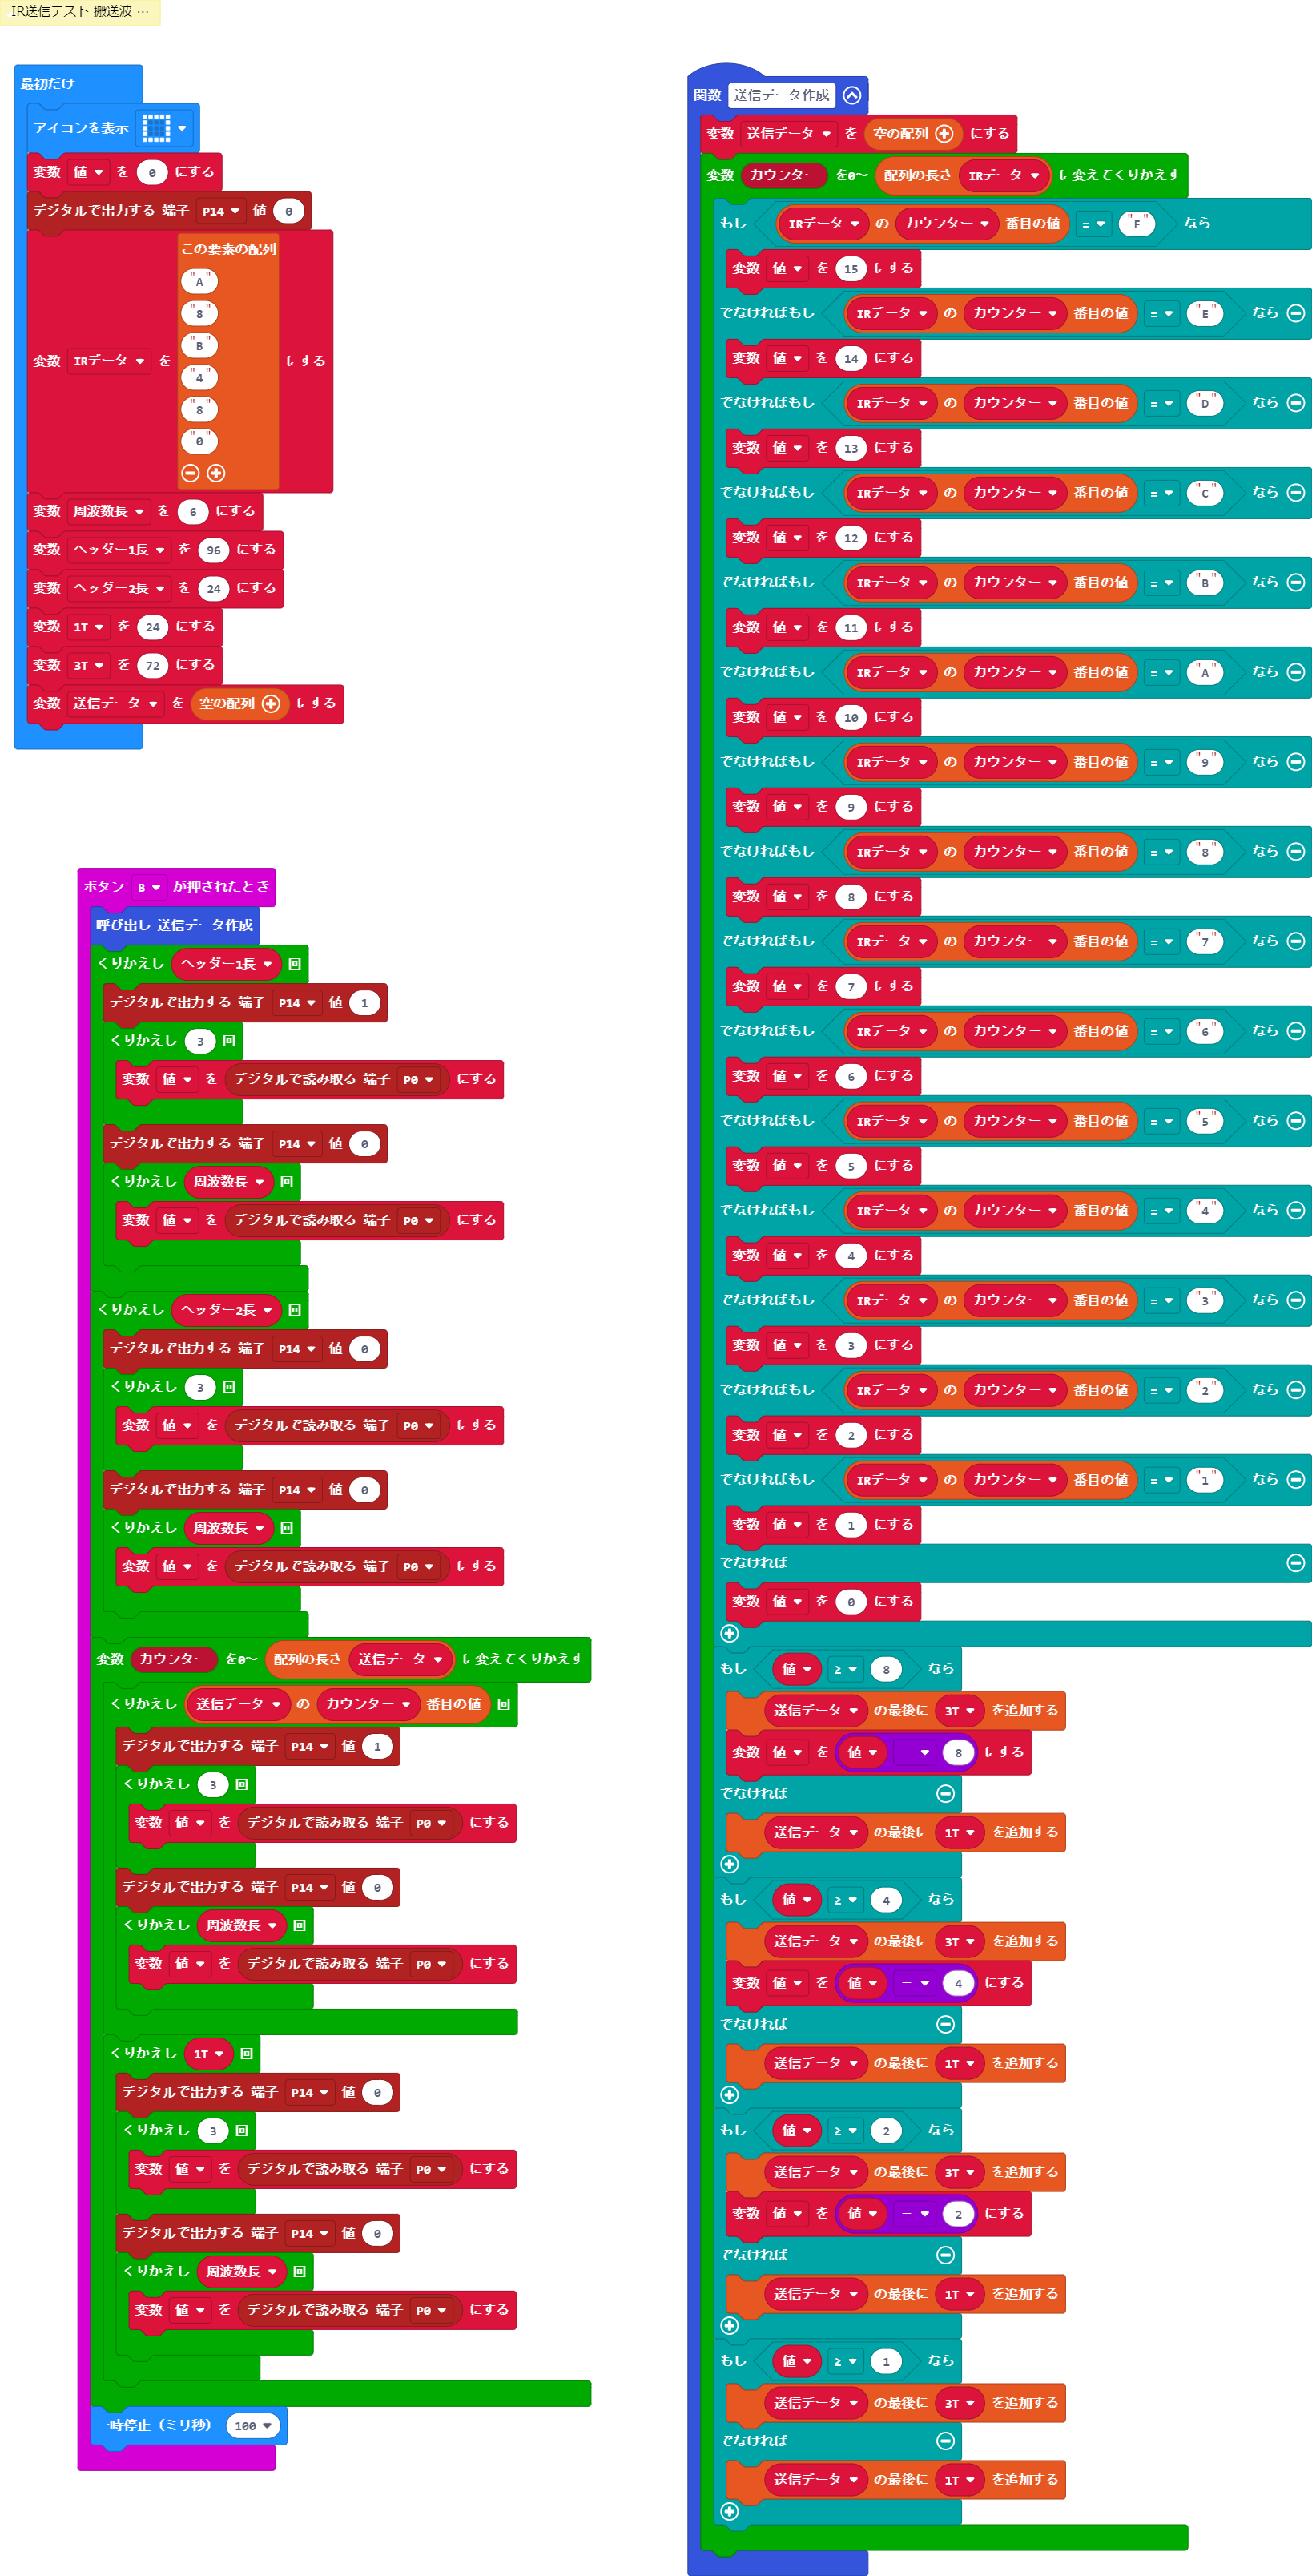 IR送信テスト 搬送波 …
最初だけ
アイコンを表示
変数 値 を 0 にする
デジタルで出力する 端子 P14 値 0
この要素の配列
"A"
"8"
"B"
変数 IRデータ を にする
"4"
"8"
"0"
変数 周波数長 を 6 にする
変数 ヘッダー1長 を 96 にする
変数 ヘッダー2長 を 24 にする
変数 1T を 24 にする
変数 3T を 72 にする
変数 送信データ を 空の配列 にする
ボタン B が押されたとき
呼び出し 送信データ作成
くりかえし ヘッダー1長 回
デジタルで出力する 端子 P14 値 1
くりかえし 3 回
変数 値 を デジタルで読み取る 端子 P0 にする
デジタルで出力する 端子 P14 値 0
くりかえし 周波数長 回
変数 値 を デジタルで読み取る 端子 P0 にする
くりかえし ヘッダー2長 回
デジタルで出力する 端子 P14 値 0
くりかえし 3 回
変数 値 を デジタルで読み取る 端子 P0 にする
デジタルで出力する 端子 P14 値 0
くりかえし 周波数長 回
変数 値 を デジタルで読み取る 端子 P0 にする
変数 カウンター を0~ 配列の長さ 送信データ に変えてくりかえす
くりかえし 送信データ の カウンター 番目の値 回
デジタルで出力する 端子 P14 値 1
くりかえし 3 回
変数 値 を デジタルで読み取る 端子 P0 にする
デジタルで出力する 端子 P14 値 0
くりかえし 周波数長 回
変数 値 を デジタルで読み取る 端子 P0 にする
くりかえし 1T 回
デジタルで出力する 端子 P14 値 0
くりかえし 3 回
変数 値 を デジタルで読み取る 端子 P0 にする
デジタルで出力する 端子 P14 値 0
くりかえし 周波数長 回
変数 値 を デジタルで読み取る 端子 P0 にする
一時停止(ミリ秒) 100
関数 送信データ作成
変数 送信データ を 空の配列 にする
変数 カウンター を0~ 配列の長さ IRデータ に変えてくりかえす
もし IRデータ の カウンター 番目の値 = "F" なら
変数 値 を 15 にする
でなければもし IRデータ の カウンター 番目の値 = "E" なら
変数 値 を 14 にする
でなければもし IRデータ の カウンター 番目の値 = "D" なら
変数 値 を 13 にする
でなければもし IRデータ の カウンター 番目の値 = "C" なら
変数 値 を 12 にする
でなければもし IRデータ の カウンター 番目の値 = "B" なら
変数 値 を 11 にする
でなければもし IRデータ の カウンター 番目の値 = "A" なら
変数 値 を 10 にする
でなければもし IRデータ の カウンター 番目の値 = "9" なら
変数 値 を 9 にする
でなければもし IRデータ の カウンター 番目の値 = "8" なら
変数 値 を 8 にする
でなければもし IRデータ の カウンター 番目の値 = "7" なら
変数 値 を 7 にする
でなければもし IRデータ の カウンター 番目の値 = "6" なら
変数 値 を 6 にする
でなければもし IRデータ の カウンター 番目の値 = "5" なら
変数 値 を 5 にする
でなければもし IRデータ の カウンター 番目の値 = "4" なら
変数 値 を 4 にする
でなければもし IRデータ の カウンター 番目の値 = "3" なら
変数 値 を 3 にする
でなければもし IRデータ の カウンター 番目の値 = "2" なら
変数 値 を 2 にする
でなければもし IRデータ の カウンター 番目の値 = "1" なら
変数 値 を 1 にする
でなければ
変数 値 を 0 にする
もし 値 ≥ 8 なら
送信データ の最後に 3T を追加する
変数 値 を 値 - 8 にする
でなければ
送信データ の最後に 1T を追加する
もし 値 ≥ 4 なら
送信データ の最後に 3T を追加する
変数 値 を 値 - 4 にする
でなければ
送信データ の最後に 1T を追加する
もし 値 ≥ 2 なら
送信データ の最後に 3T を追加する
変数 値 を 値 - 2 にする
でなければ
送信データ の最後に 1T を追加する
もし 値 ≥ 1 なら
送信データ の最後に 3T を追加する
でなければ
送信データ の最後に 1T を追加する